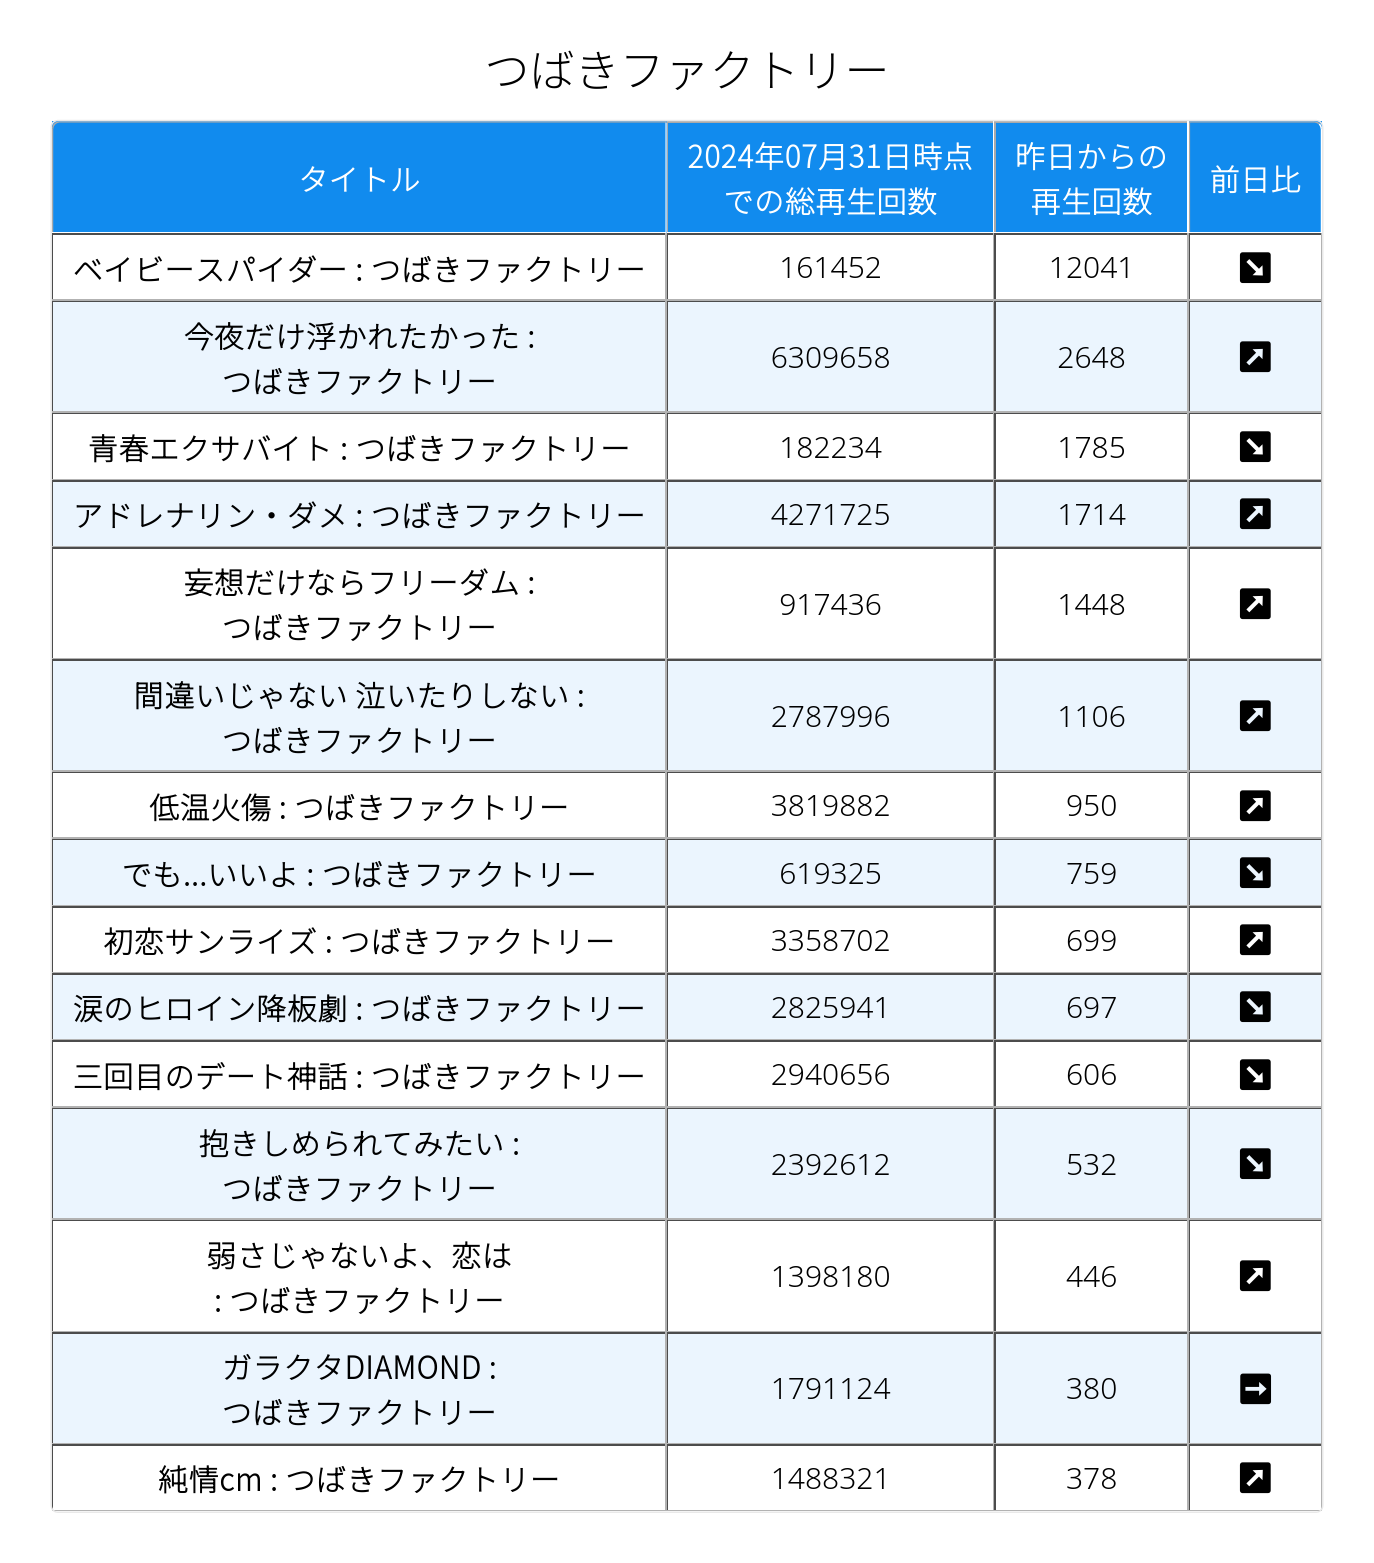 つばきファクトリー
タイトル
2024年07月31日時点
での総再生回数
昨日からの
再生回数
前日比
ベイビースパイダー : つばきファクトリー
161452
12041
今夜だけ浮かれたかった :
つばきファクトリー
6309658
2648
青春エクサバイト : つばきファクトリー
182234
1785
アドレナリン・ダメ : つばきファクトリー
4271725
1714
妄想だけならフリーダム :
つばきファクトリー
917436
1448
間違いじゃない 泣いたりしない :
つばきファクトリー
2787996
1106
低温火傷 : つばきファクトリー
3819882
950
でも...いいよ : つばきファクトリー
619325
759
初恋サンライズ : つばきファクトリー
3358702
699
涙のヒロイン降板劇 : つばきファクトリー
2825941
697
三回目のデート神話 : つばきファクトリー
2940656
606
抱きしめられてみたい :
つばきファクトリー
2392612
532
弱さじゃないよ、恋は
: つばきファクトリー
1398180
446
ガラクタDIAMOND :
つばきファクトリー
1791124
380
純情cm : つばきファクトリー
1488321
378